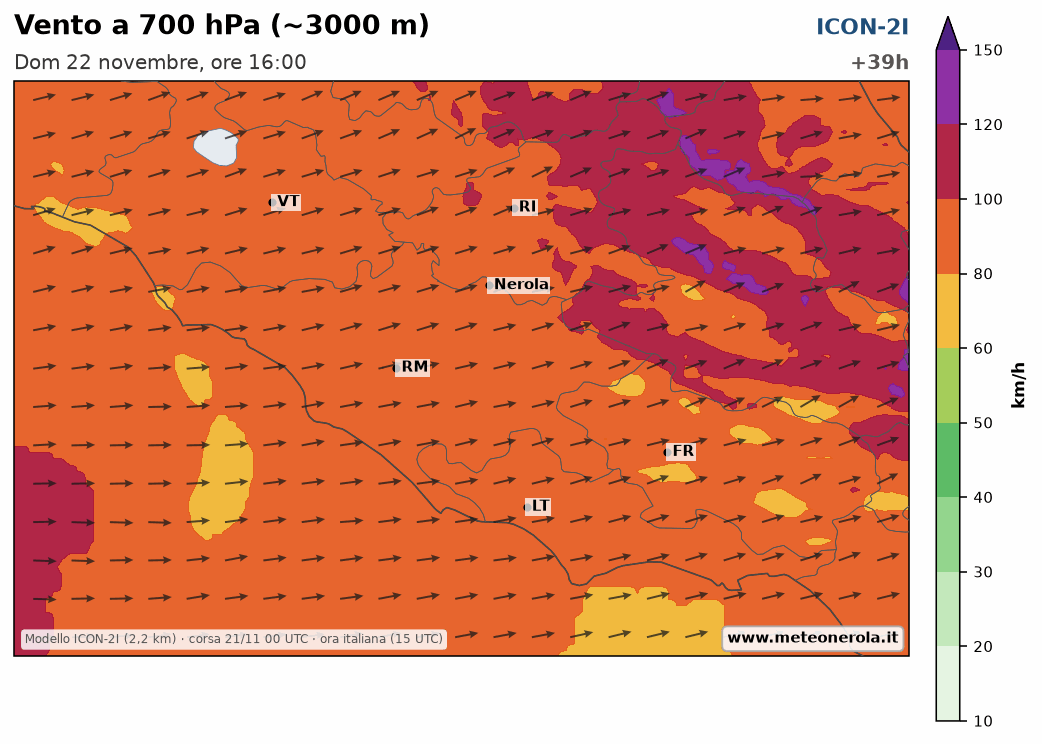 Vento a 700 hPa (~3000 m)
ICON-2I
Dom 22 novembre, ore 16:00
+39h
VT
RI
Nerola
RM
FR
LT
Modello ICON-2I (2,2 km) · corsa 21/11 00 UTC · ora italiana (15 UTC)
www.meteonerola.it
150
120
100
80
60
50
40
30
20
10
km/h